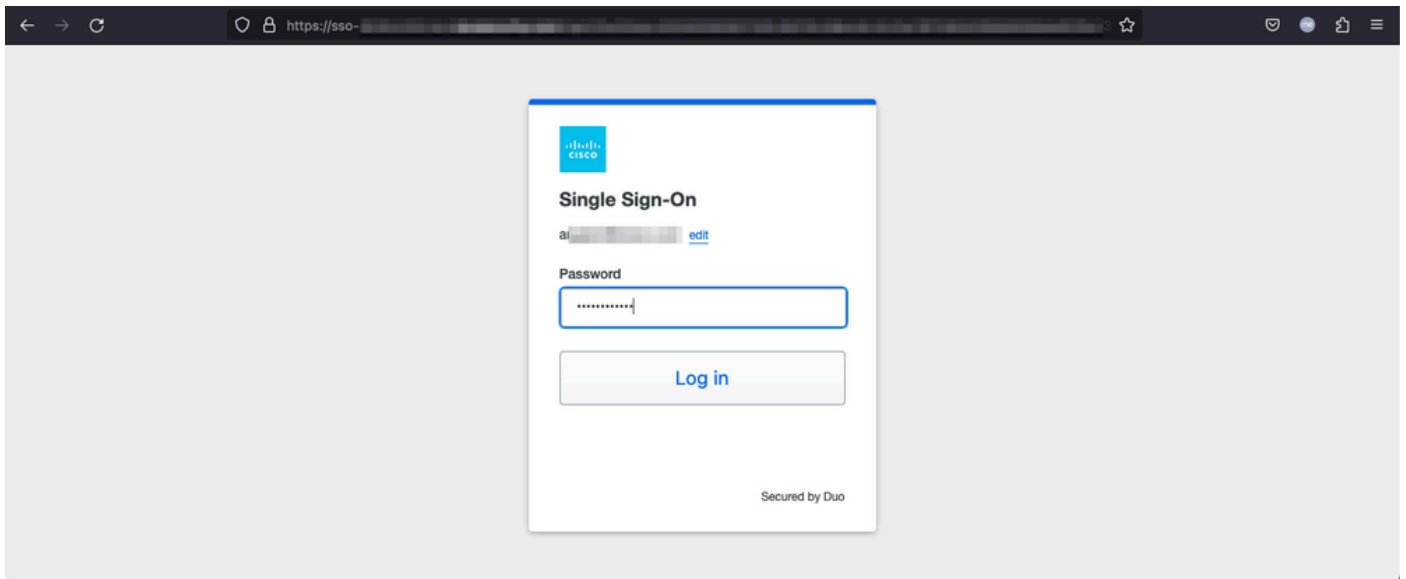 https://sso-
CISCO
Single Sign-On
edit
Password
Log in
Secured by Duo